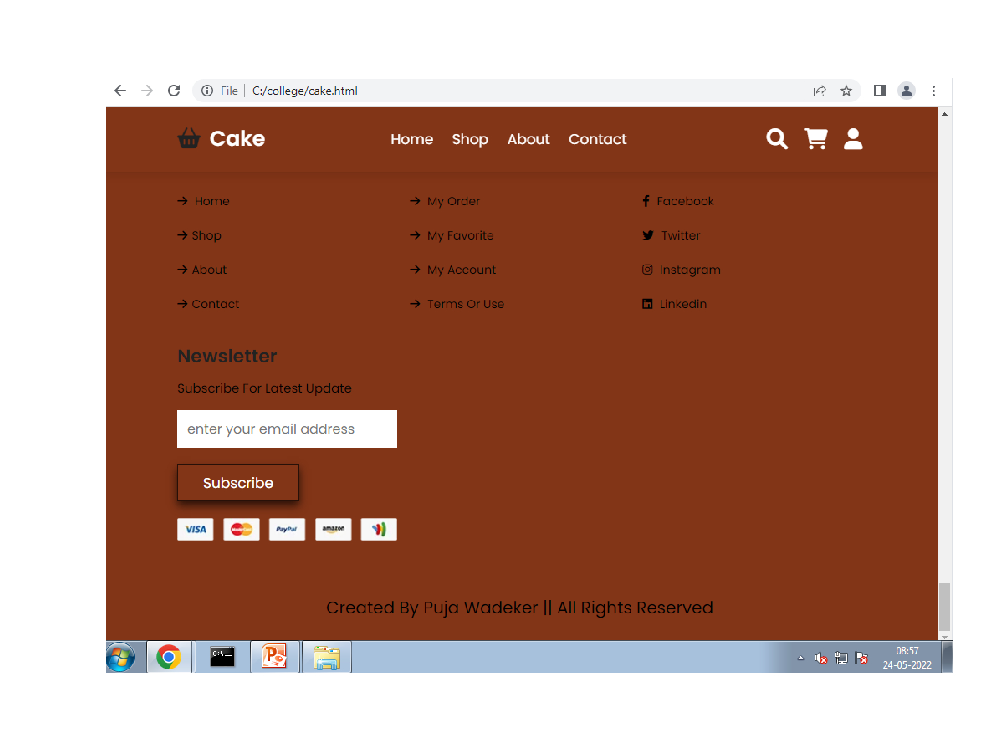 File C:/college/cake.html
Cake Home Shop About Contact
Home My Order Facebook
Shop My Favorite Twitter
About My Account Instagram
Contact Terms Or Use Linkedin
Newsletter
Subscribe For Latest Update
enter your email address
Subscribe
VISA MasterCard PayPal amazon
Created By Puja Wadeker || All Rights Reserved
C:\_
P
08:57
24-05-2022